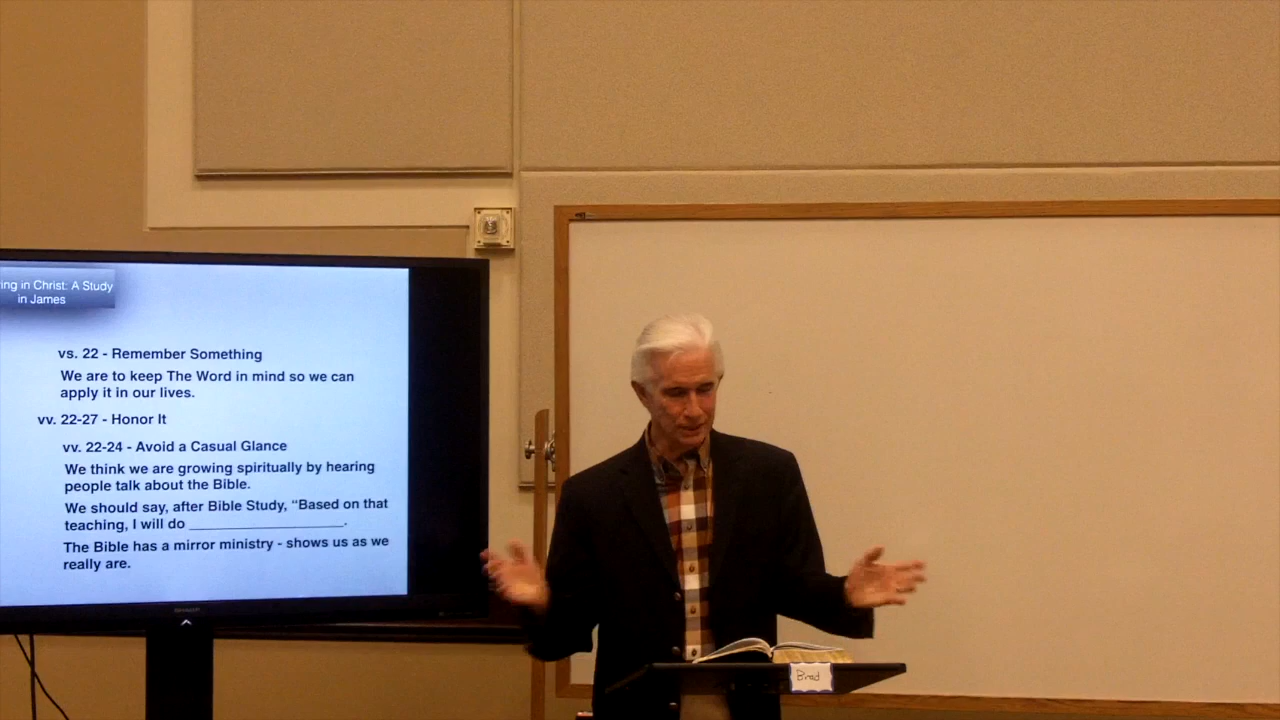 ing in Christ: A Study
in James
vs. 22 - Remember Something
We are to keep The Word in mind so we can
apply it in our lives.
vv. 22-27 - Honor It
vv. 22-24 - Avoid a Casual Glance
We think we are growing spiritually by hearing
people talk about the Bible.
We should say, after Bible Study, “Based on that
teaching, I will do ____________________.
The Bible has a mirror ministry - shows us as we
really are.
SHARP
Brad